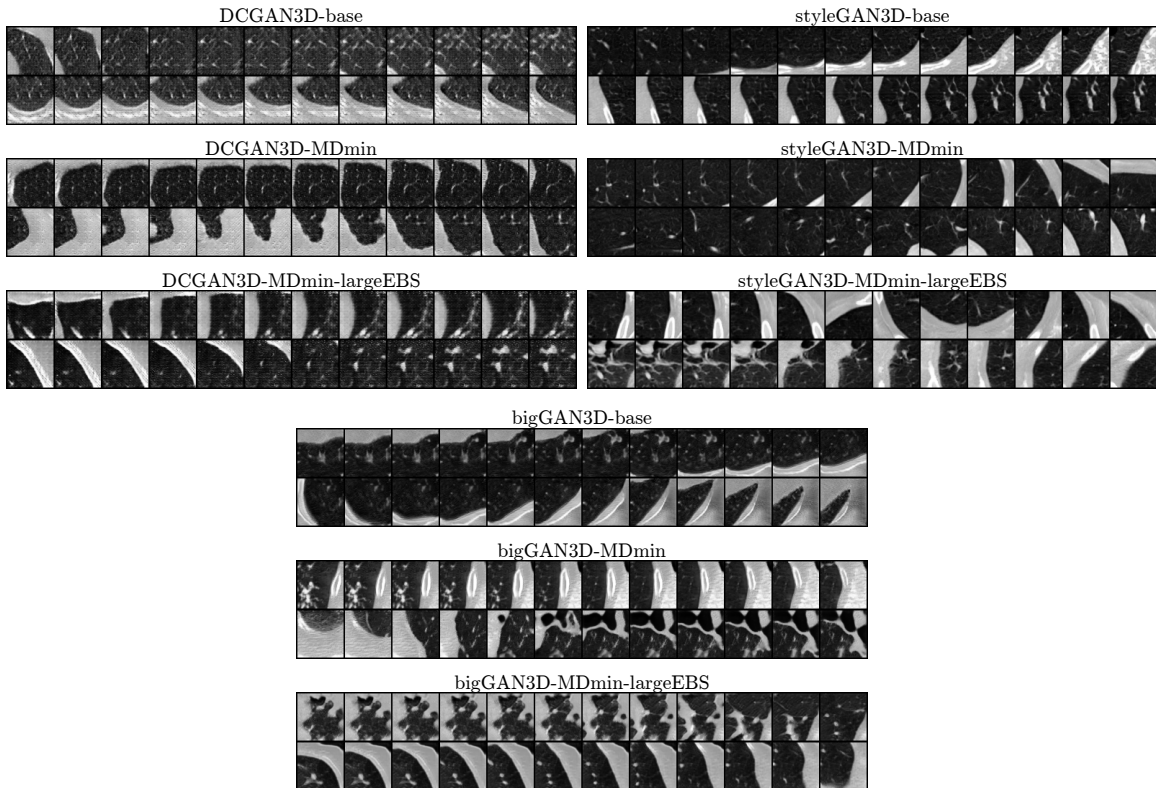 DCGAN3D-base
styleGAN3D-base
DCGAN3D-MDmin
styleGAN3D-MDmin
DCGAN3D-MDmin-largeEBS
styleGAN3D-MDmin-largeEBS
bigGAN3D-base
bigGAN3D-MDmin
bigGAN3D-MDmin-largeEBS